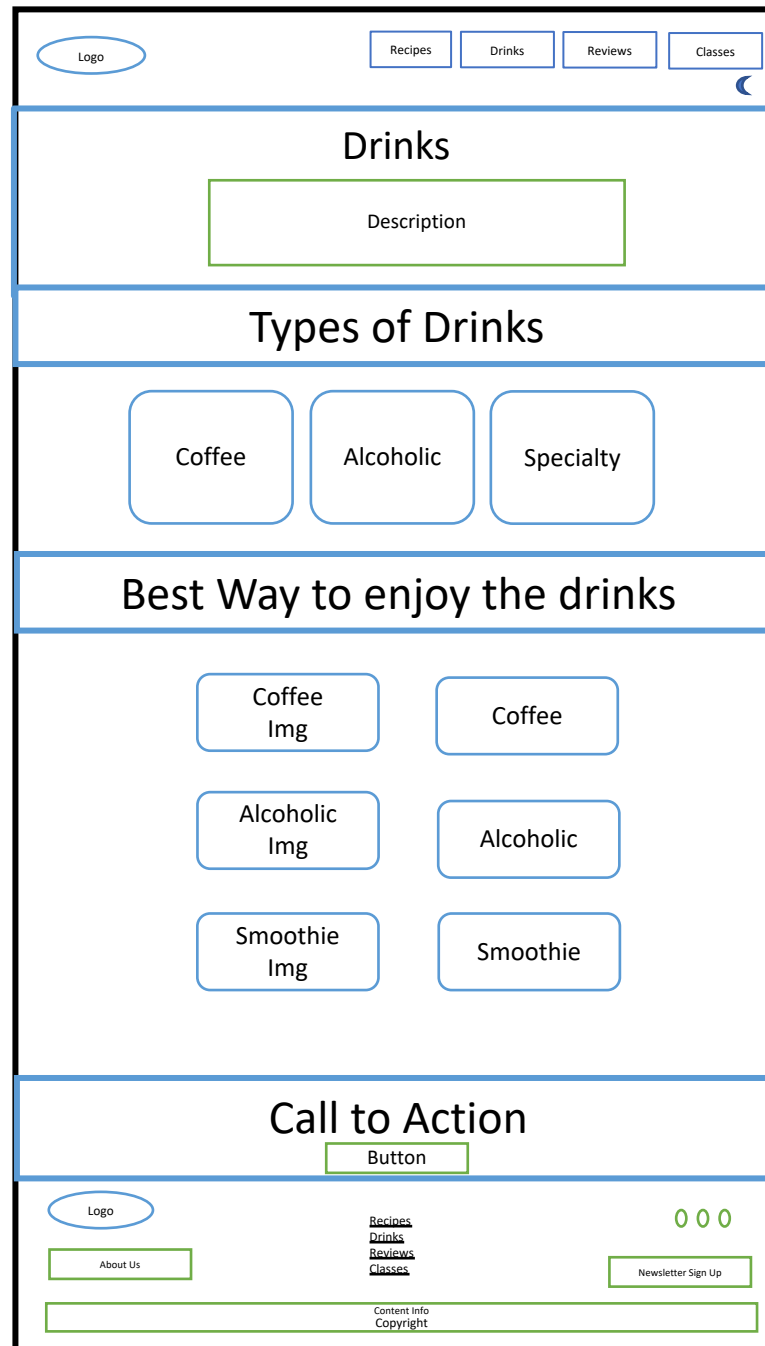 Logo
Recipes
Drinks
Reviews
Classes
Drinks
Description
Types of Drinks
Coffee
Alcoholic
Specialty
Best Way to enjoy the drinks
Coffee
Img
Coffee
Alcoholic
Img
Alcoholic
Smoothie
Img
Smoothie
Call to Action
Button
Logo
About Us
Recipes
Drinks
Reviews
Classes
Newsletter Sign Up
Content Info
Copyright